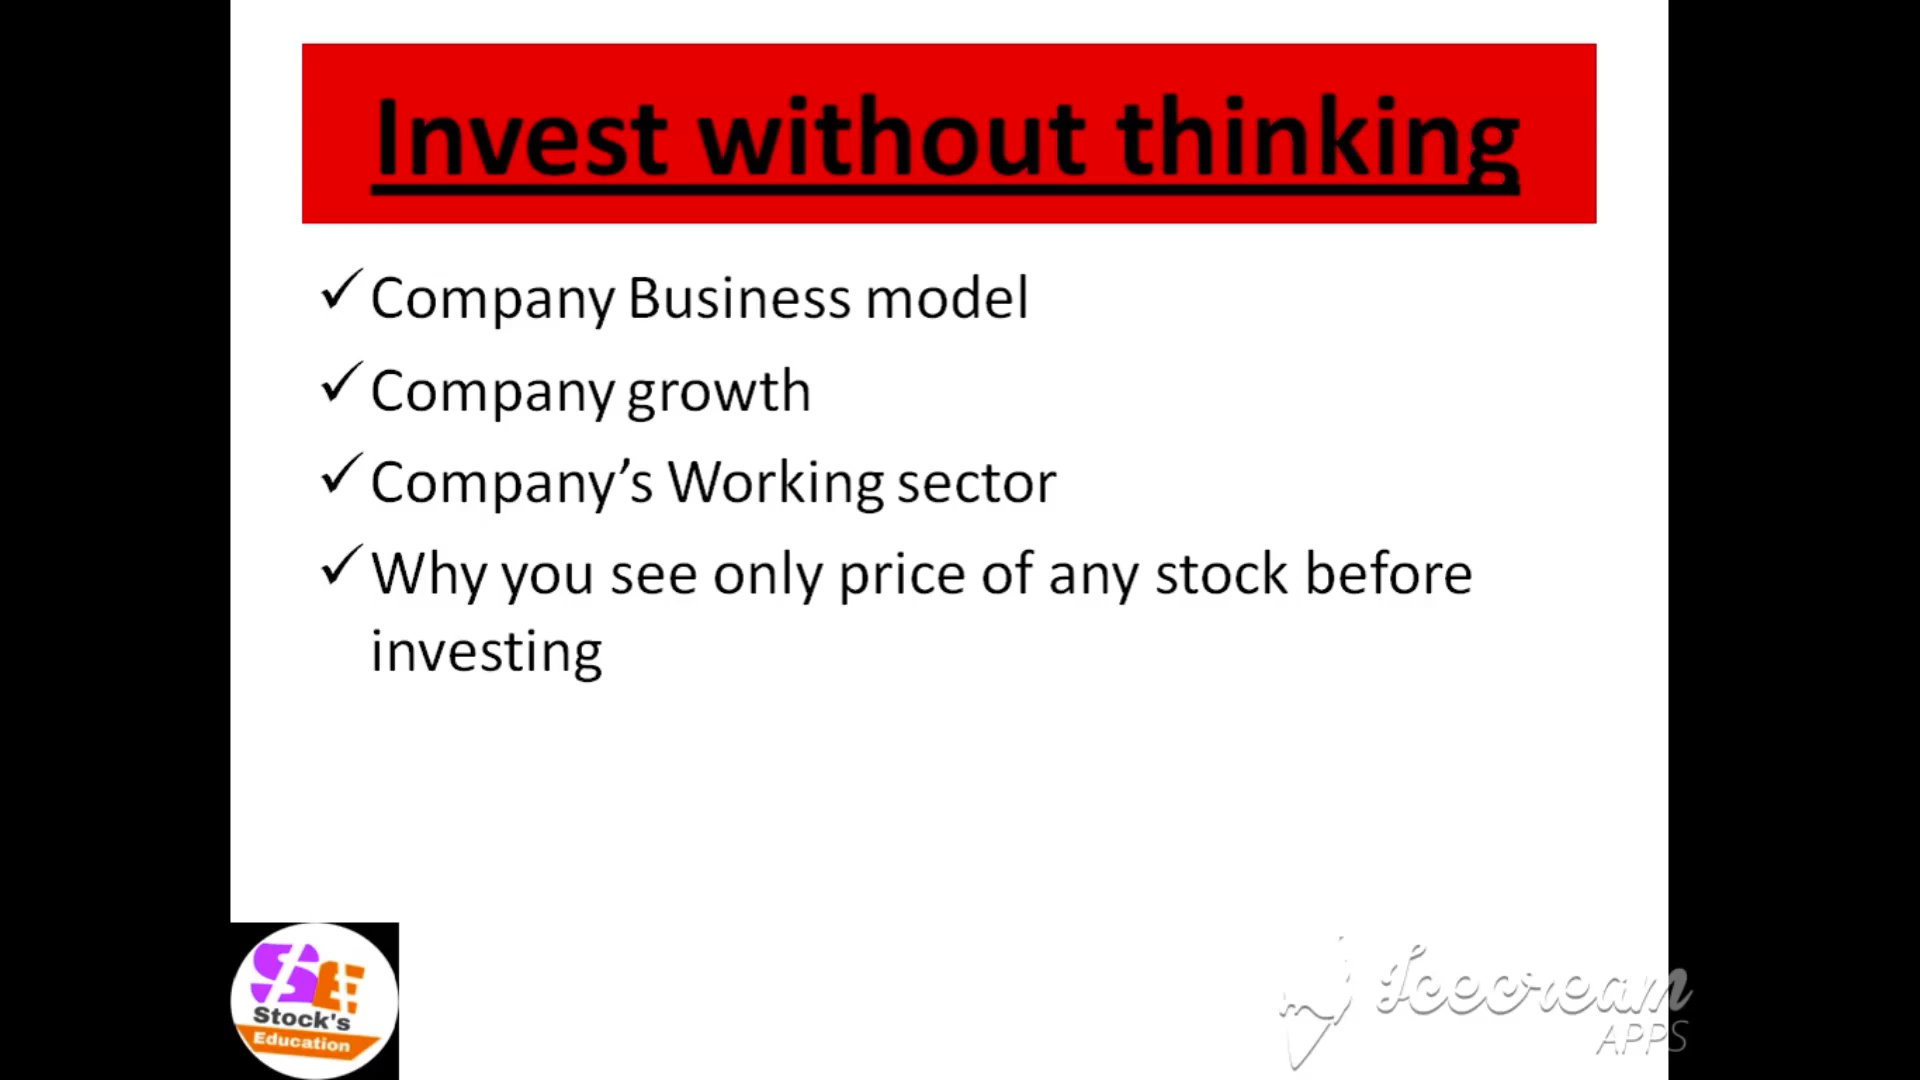 Invest without thinking
✓ Company Business model
✓ Company growth
✓ Company’s Working sector
✓ Why you see only price of any stock before
investing
SE
Stock's
Education
Icecream
APPS